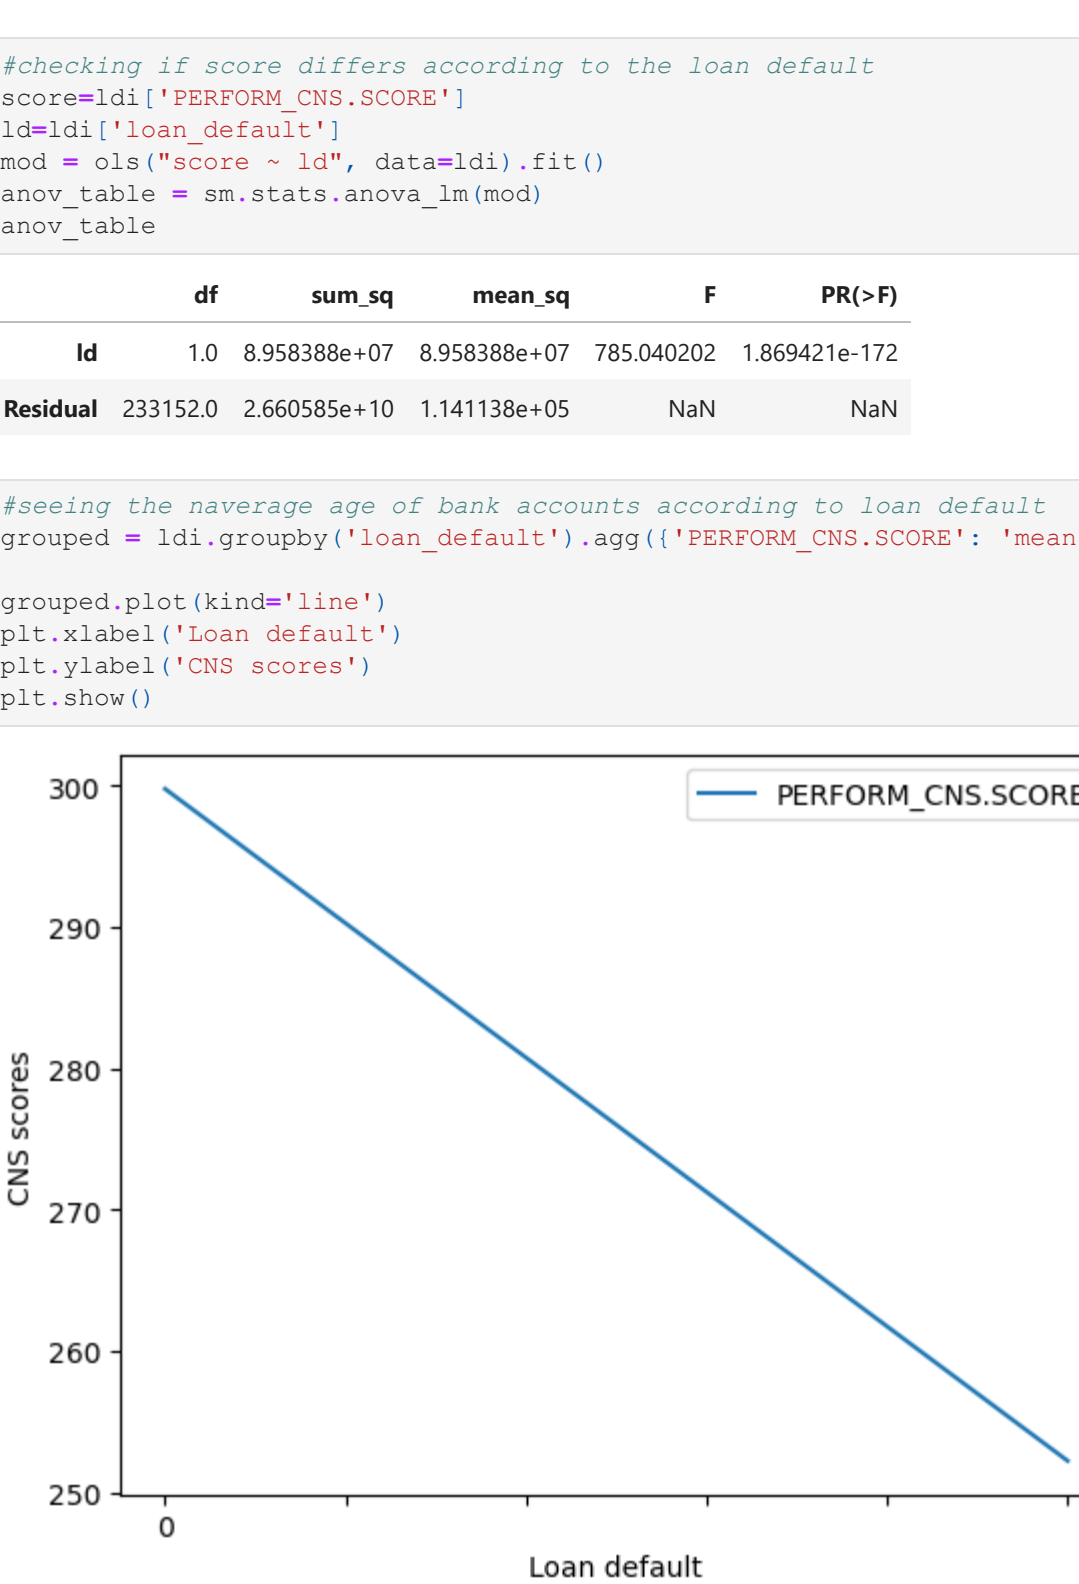 #checking if score differs according to the loan default
score=ldi['PERFORM_CNS.SCORE']
ld=ldi['loan_default']
mod = ols("score ~ ld", data=ldi).fit()
anov_table = sm.stats.anova_lm(mod)
anov_table
df sum_sq mean_sq F PR(>F)
ld 1.0 8.958388e+07 8.958388e+07 785.040202 1.869421e-172
Residual 233152.0 2.660585e+10 1.141138e+05 NaN NaN
#seeing the naverage age of bank accounts according to loan default
grouped = ldi.groupby('loan_default').agg({'PERFORM_CNS.SCORE': 'mean
grouped.plot(kind='line')
plt.xlabel('Loan default')
plt.ylabel('CNS scores')
plt.show()
PERFORM_CNS.SCORE
300
290
280
270
260
250
CNS scores
0
Loan default